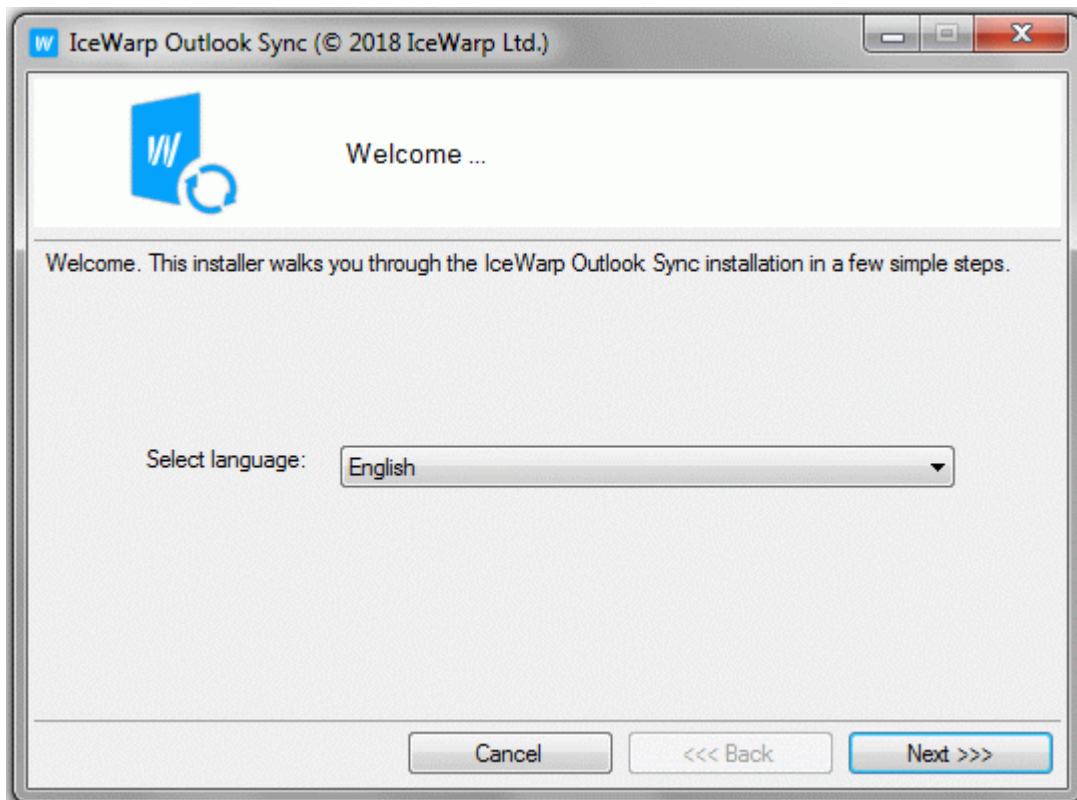 IceWarp Outlook Sync (© 2018 IceWarp Ltd.)
W
Welcome ...
Welcome. This installer walks you through the IceWarp Outlook Sync installation in a few simple steps.
Select language:
English
Cancel
<<< Back
Next >>>